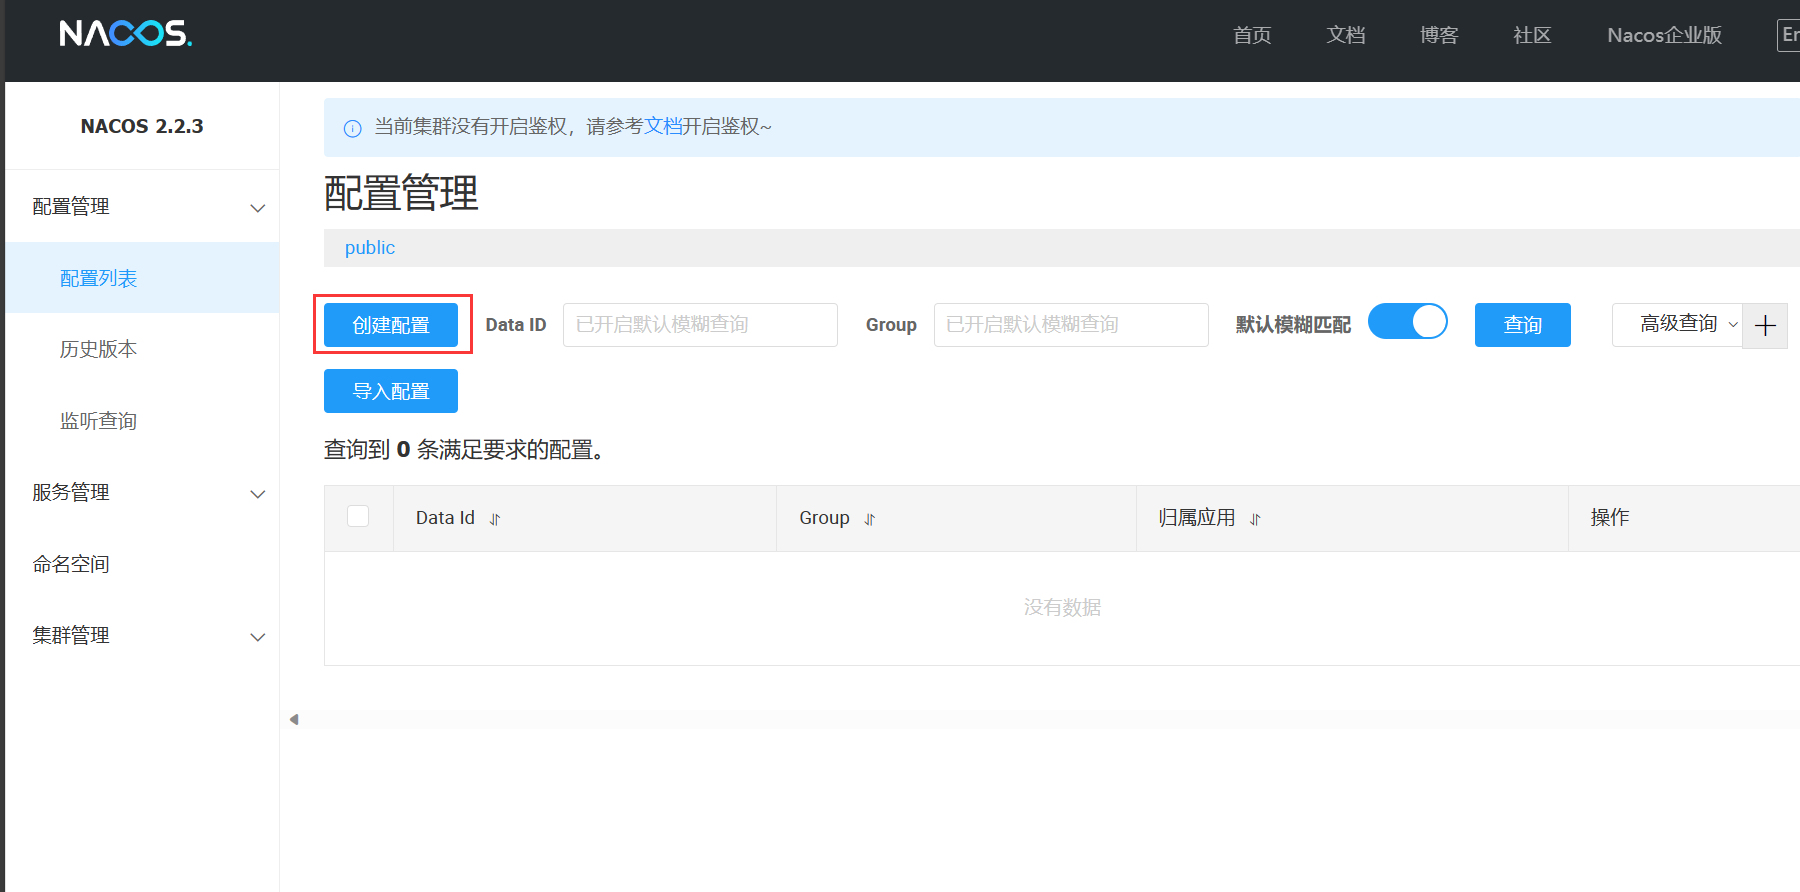 NACOS.
首页
文档
博客
社区
Nacos企业版
En
NACOS 2.2.3
配置管理
配置列表
历史版本
监听查询
服务管理
命名空间
集群管理
当前集群没有开启鉴权，请参考文档开启鉴权~
配置管理
public
创建配置
Data ID
已开启默认模糊查询
Group
已开启默认模糊查询
默认模糊匹配
查询
高级查询
导入配置
查询到 0 条满足要求的配置。
Data Id
Group
归属应用
操作
没有数据